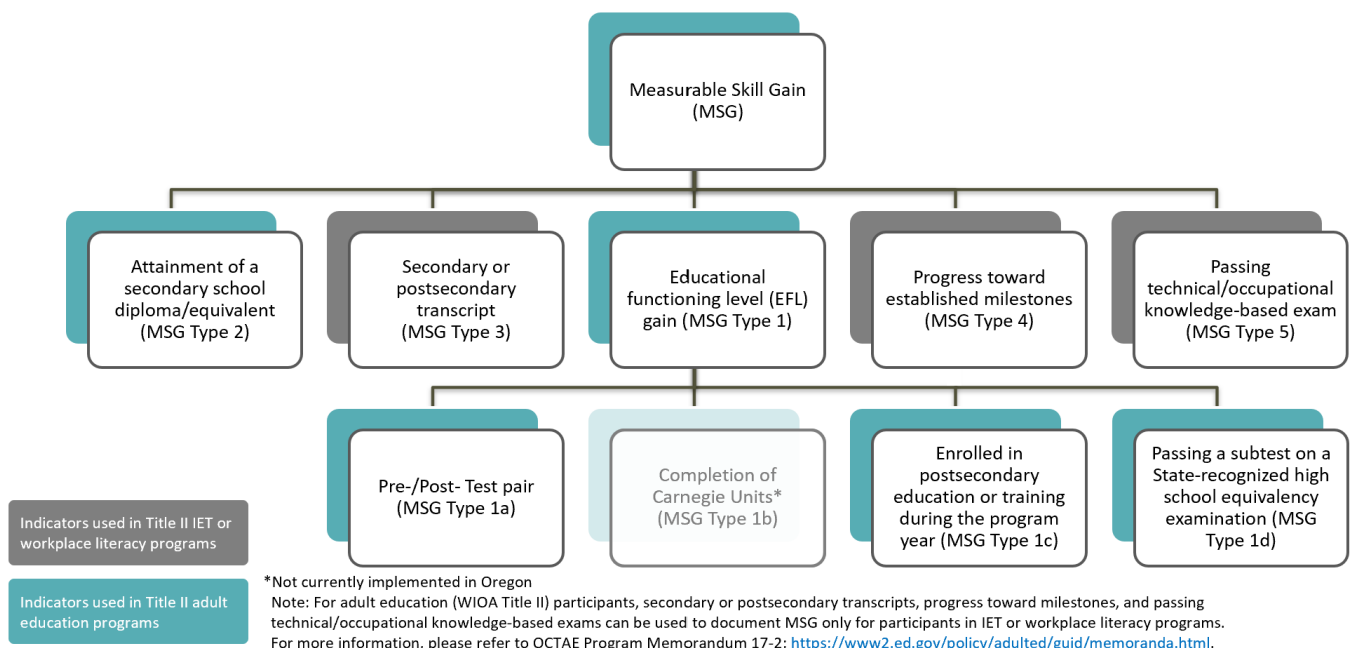 Measurable Skill Gain
(MSG)
Attainment of a
secondary school
diploma/equivalent
(MSG Type 2)
Secondary or
postsecondary
transcript
(MSG Type 3)
Educational
functioning level (EFL)
gain (MSG Type 1)
Progress toward
established milestones
(MSG Type 4)
Passing
technical/occupational
knowledge-based exam
(MSG Type 5)
Pre-/Post- Test pair
(MSG Type 1a)
Completion of
Carnegie Units*
(MSG Type 1b)
Enrolled in
postsecondary
education or training
during the program
year (MSG Type 1c)
Passing a subtest on a
State-recognized high
school equivalency
examination (MSG
Type 1d)
Indicators used in Title II IET or
workplace literacy programs
Indicators used in Title II adult
education programs
*Not currently implemented in Oregon
Note: For adult education (WIOA Title II) participants, secondary or postsecondary transcripts, progress toward milestones, and passing
technical/occupational knowledge-based exams can be used to document MSG only for participants in IET or workplace literacy programs.
For more information, please refer to OCTAE Program Memorandum 17-2: https://www2.ed.gov/policy/adulted/guid/memoranda.html.